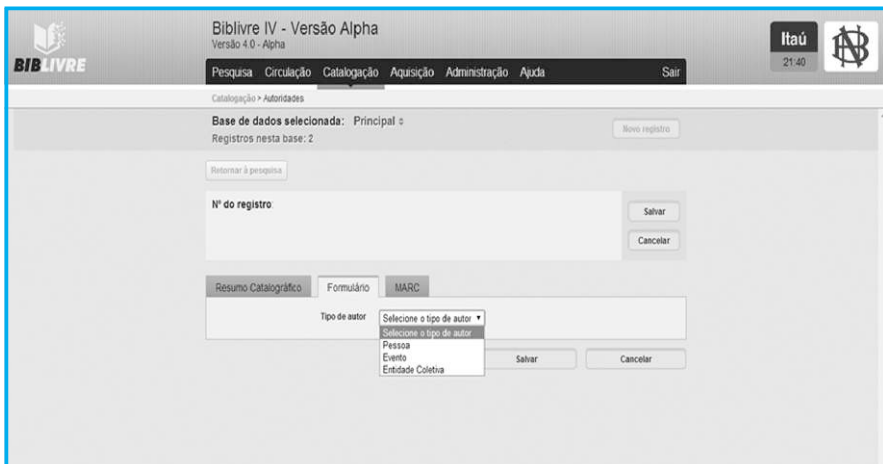 Biblivre IV - Versão Alpha
Versão 4.0 - Alpha
BIBLIVRE
Itaú
21:40
Pesquisa Circulação Catalogação Aquisição Administração Ajuda Sair
Catalogação > Autoridades
Base de dados selecionada: Principal
Registros nesta base: 2
Novo registro
Retornar à pesquisa
Nº do registro:
Salvar
Cancelar
Resumo Catalográfico Formulário MARC
Tipo de autor Selecione o tipo de autor
Selecione o tipo de autor
Pessoa
Evento
Entidade Coletiva
Salvar Cancelar